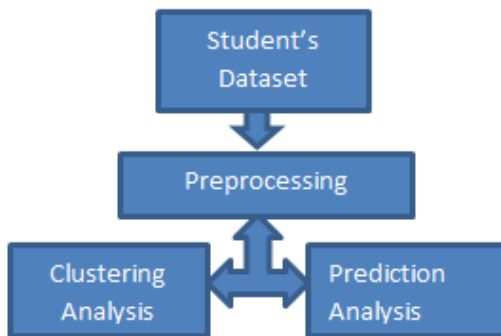 Student’s
Dataset
Preprocessing
Clustering
Analysis
Prediction
Analysis